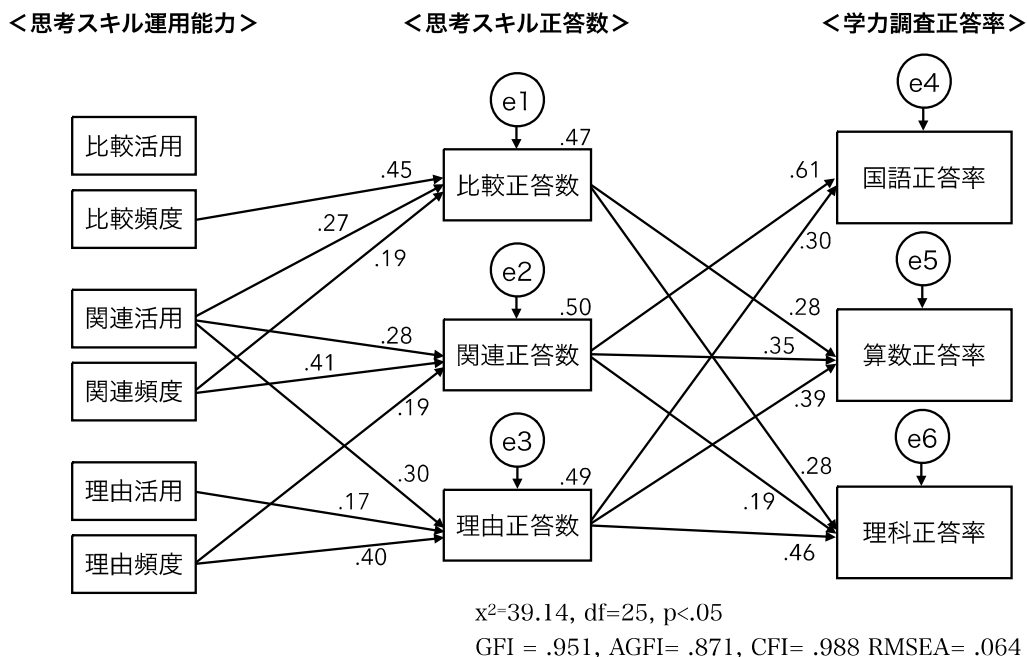 ＜思考スキル運用能力＞
＜思考スキル正答数＞
＜学力調査正答率＞
比較活用
比較頻度
関連活用
関連頻度
理由活用
理由頻度
.45
.27
.19
.28
.41
.19
.30
.17
.40
e1
.47
比較正答数
e2
.50
関連正答数
e3
.49
理由正答数
.61
.30
.28
.35
.39
.28
.19
.46
e4
国語正答率
e5
算数正答率
e6
理科正答率
x²=39.14, df=25, p<.05
GFI = .951, AGFI= .871, CFI= .988 RMSEA= .064